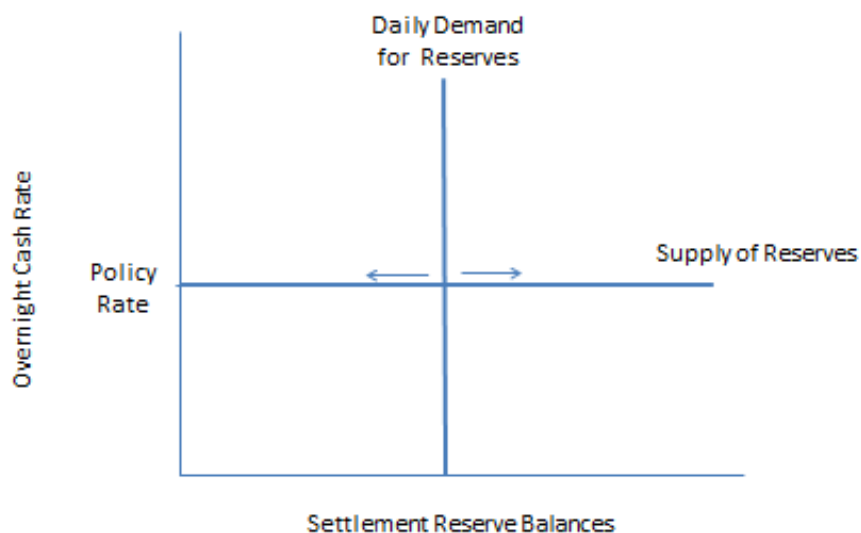 Daily Demand
for Reserves
Overnight Cash Rate
Policy
Rate
Supply of Reserves
Settlement Reserve Balances